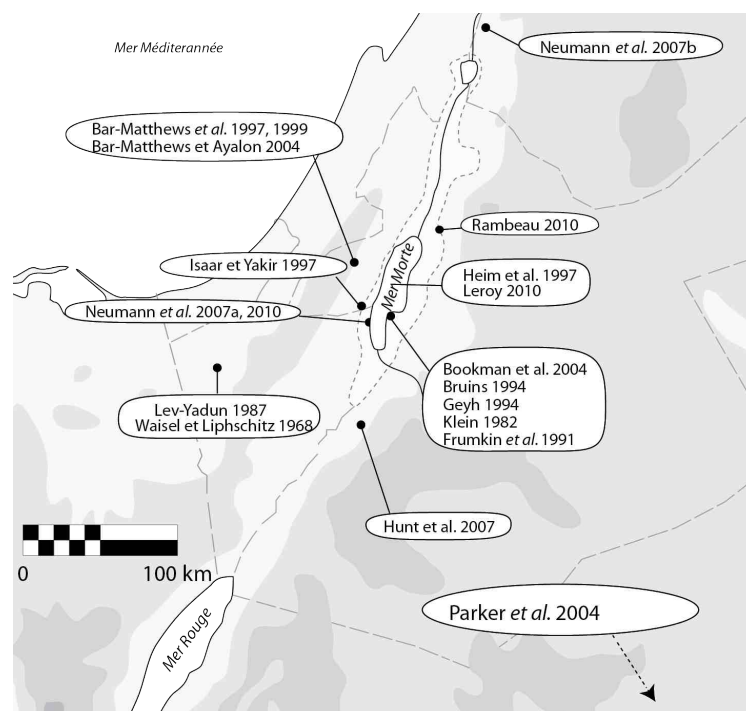 Mer Méditerannée
Neumann et al. 2007b
Bar-Matthews et al. 1997, 1999
Bar-Matthews et Ayalon 2004
Rambeau 2010
Isaar et Yakir 1997
Mer Morte
Heim et al. 1997
Leroy 2010
Neumann et al. 2007a, 2010
Bookman et al. 2004
Bruins 1994
Geyh 1994
Klein 1982
Frumkin et al. 1991
Lev-Yadun 1987
Waisel et Liphschitz 1968
Hunt et al. 2007
0 100 km
Parker et al. 2004
Mer Rouge